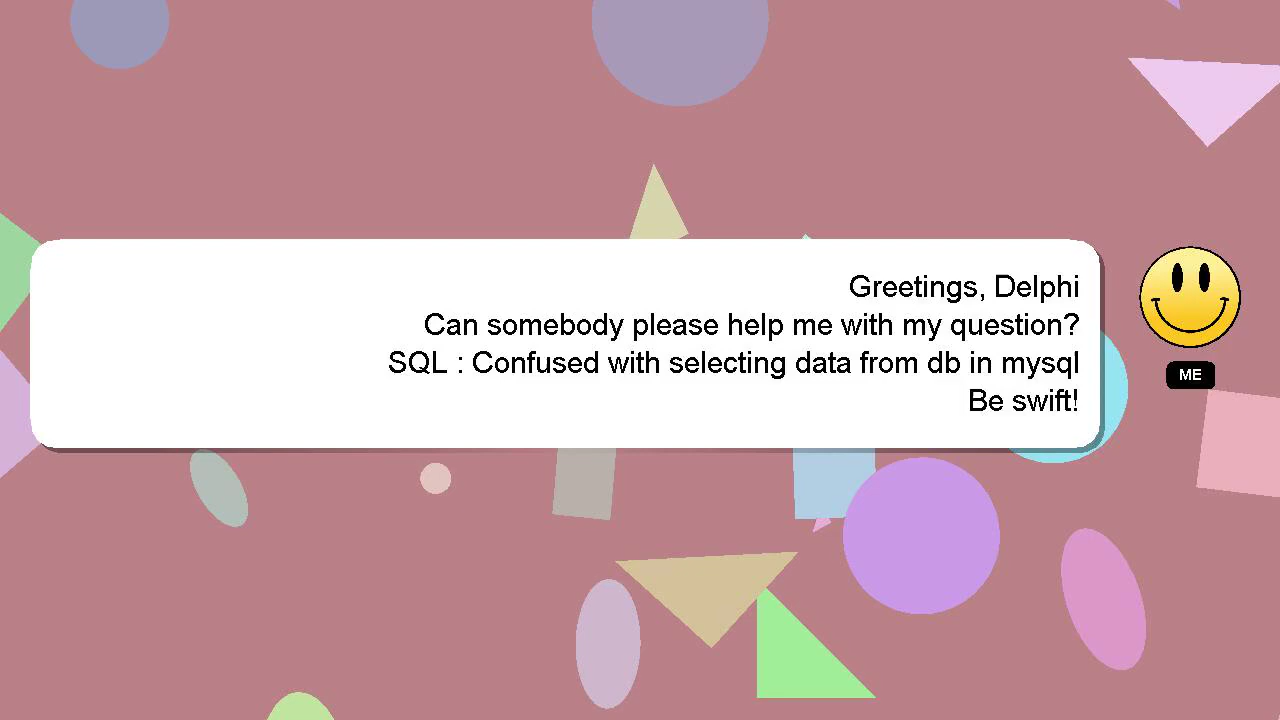 Greetings, Delphi
Can somebody please help me with my question?
SQL : Confused with selecting data from db in mysql
Be swift!
ME